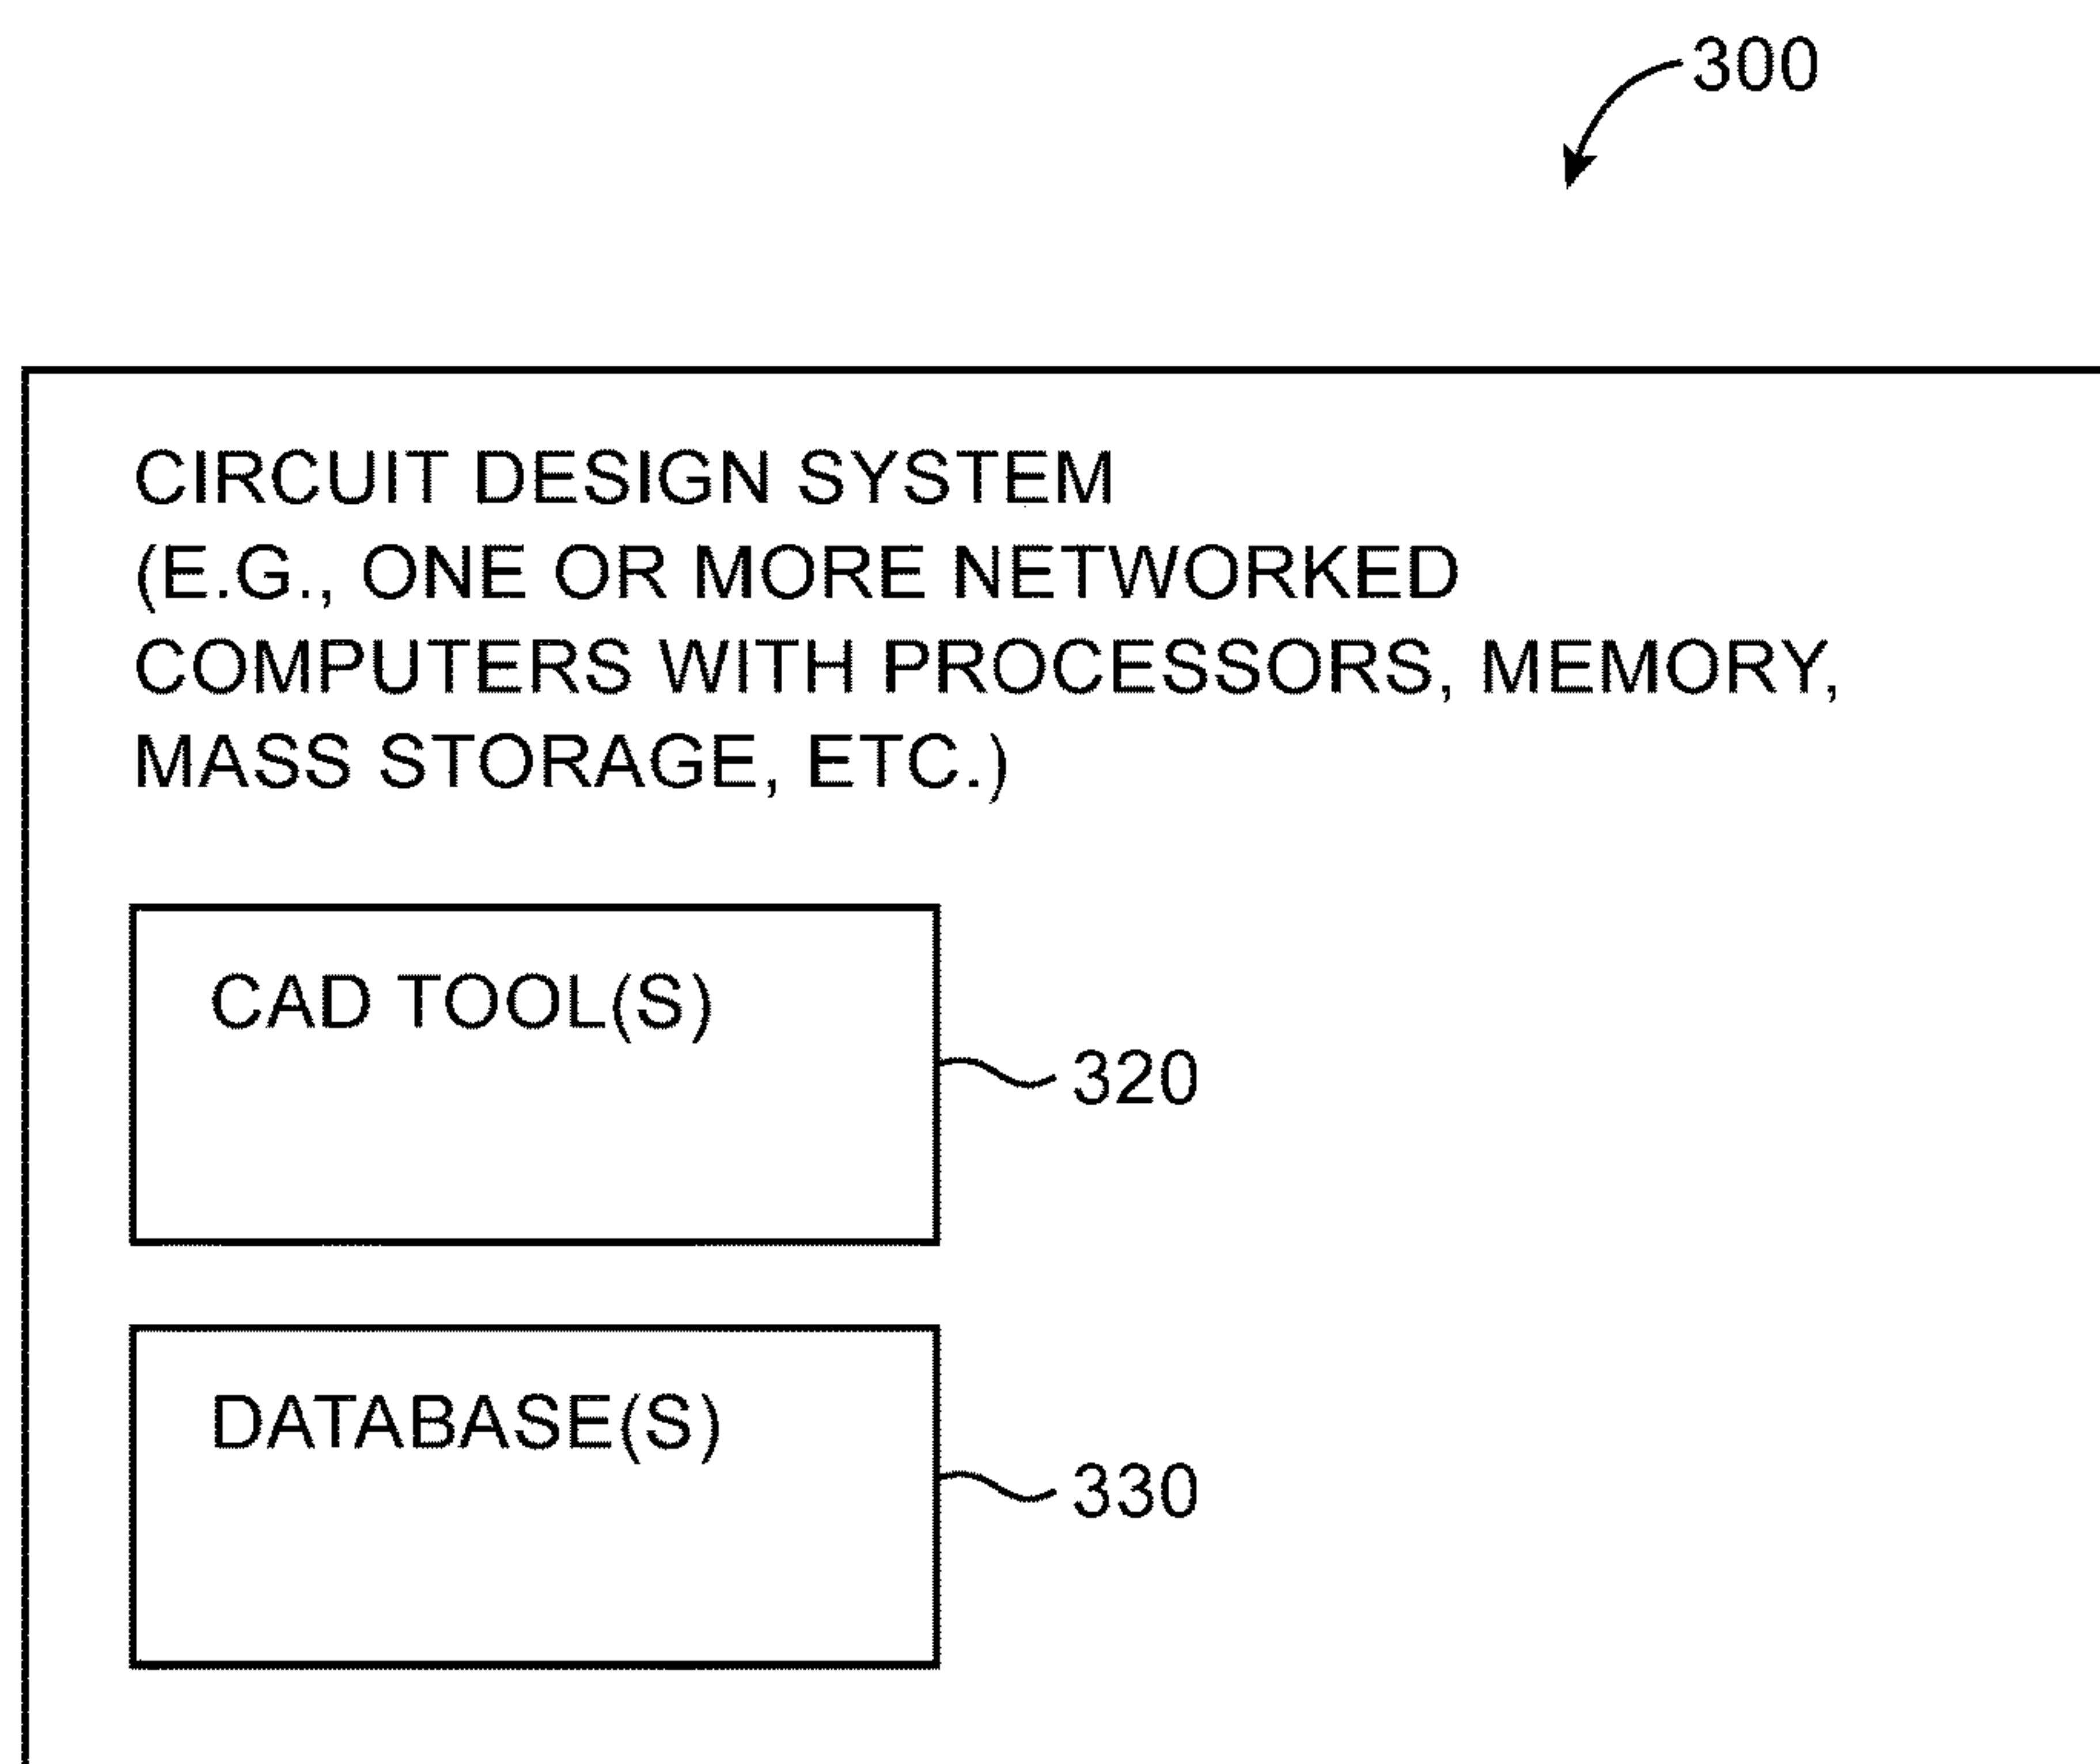 300
CIRCUIT DESIGN SYSTEM
(E.G., ONE OR MORE NETWORKED
COMPUTERS WITH PROCESSORS, MEMORY,
MASS STORAGE, ETC.)
CAD TOOL(S)
320
DATABASE(S)
330